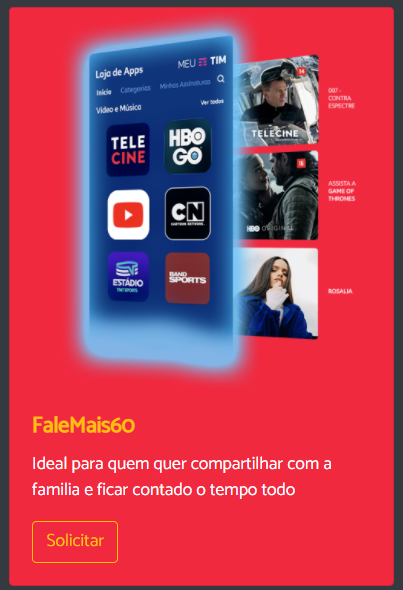 Loja de Apps
MEU TIM
Início Categorias Minhas Assinaturas
Vídeo e Música
Ver todos
TELE
CINE
HBO
GO
CN
CARTOON NETWORK
ESTÁDIO
TNT SPORTS
BAND
SPORTS
14
TELECINE
007 -
CONTRA
ESPECTRE
16
HBO ORIGINAL
ASSISTA A
GAME OF
THRONES
ROSALIA
FaleMais60
Ideal para quem quer compartilhar com a
familia e ficar contado o tempo todo
Solicitar